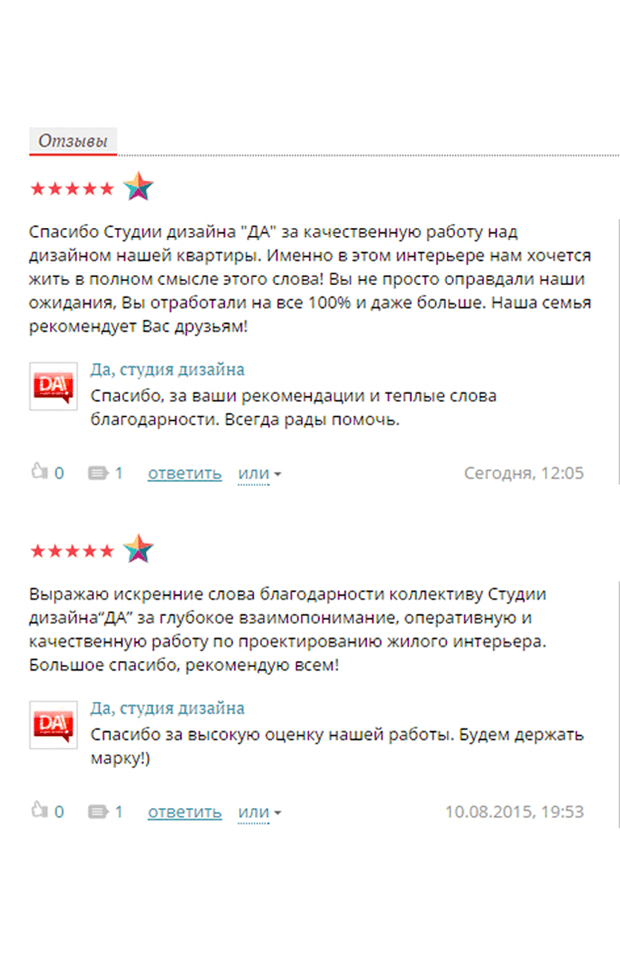 Отзывы
Спасибо Студии дизайна "ДА" за качественную работу над
дизайном нашей квартиры. Именно в этом интерьере нам хочется
жить в полном смысле этого слова! Вы не просто оправдали наши
ожидания, Вы отработали на все 100% и даже больше. Наша семья
рекомендует Вас друзьям!
Да, студия дизайна
DA!
Спасибо, за ваши рекомендации и теплые слова
благодарности. Всегда рады помочь.
0 1 ответить или Сегодня, 12:05
Выражаю искренние слова благодарности коллективу Студии
дизайна“ДА” за глубокое взаимопонимание, оперативную и
качественную работу по проектированию жилого интерьера.
Большое спасибо, рекомендую всем!
Да, студия дизайна
DA!
Спасибо за высокую оценку нашей работы. Будем держать
марку!)
0 1 ответить или 10.08.2015, 19:53